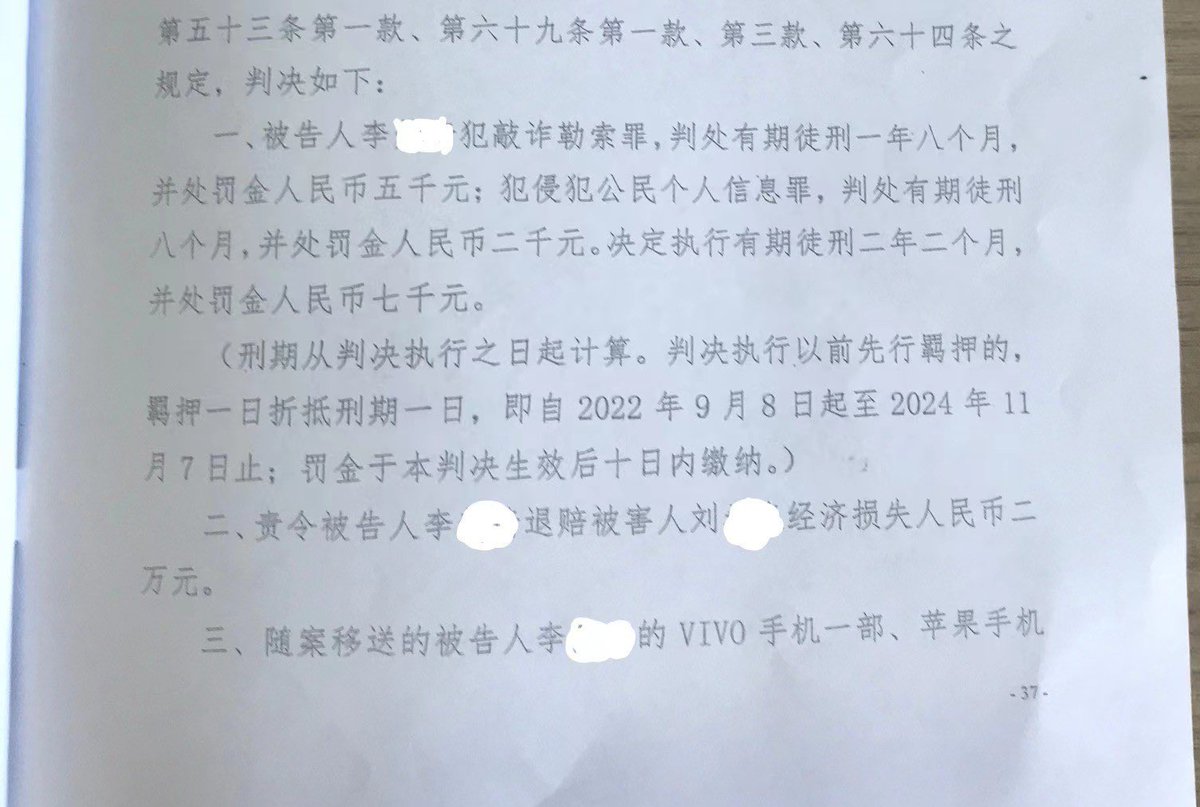 第五十三条第一款、第六十九条第一款、第三款、第六十四条之
规定，判决如下：
一、被告人李 犯敲诈勒索罪，判处有期徒刑一年八个月，
并处罚金人民币五千元；犯侵犯公民个人信息罪，判处有期徒刑
八个月，并处罚金人民币二千元。决定执行有期徒刑二年二个月，
并处罚金人民币七千元。
（刑期从判决执行之日起计算。判决执行以前先行羁押的，
羁押一日折抵刑期一日，即自 2022 年 9 月 8 日起至 2024 年 11
月 7 日止；罚金于本判决生效后十日内缴纳。）
二、责令被告人李 退赔被害人刘 经济损失人民币二
万元。
三、随案移送的被告人李 的 VIVO 手机一部、苹果手机
- 37 -